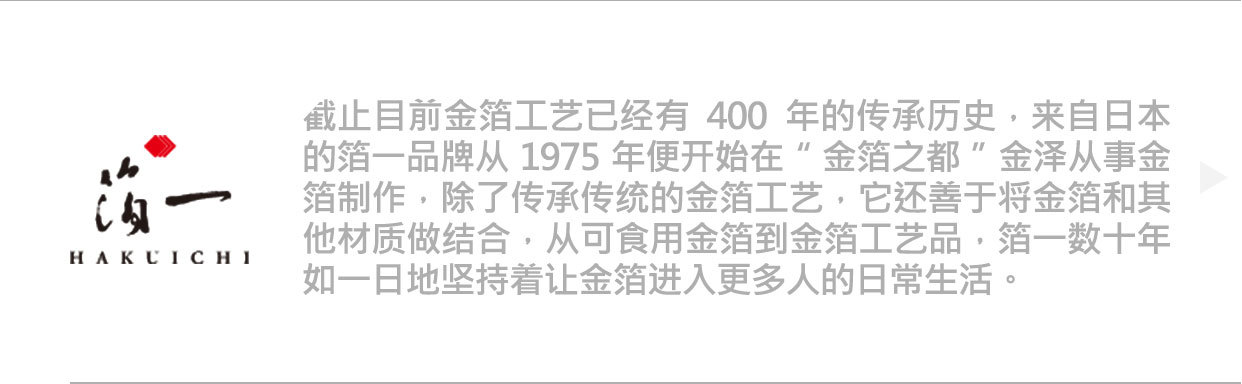 箔一
HAKUICHI
截止目前金箔工艺已经有 400 年的传承历史，来自日本
的箔一品牌从 1975 年便开始在“金箔之都”金泽从事金
箔制作，除了传承传统的金箔工艺，它还善于将金箔和其
他材质做结合，从可食用金箔到金箔工艺品，箔一数十年
如一日地坚持着让金箔进入更多人的日常生活。